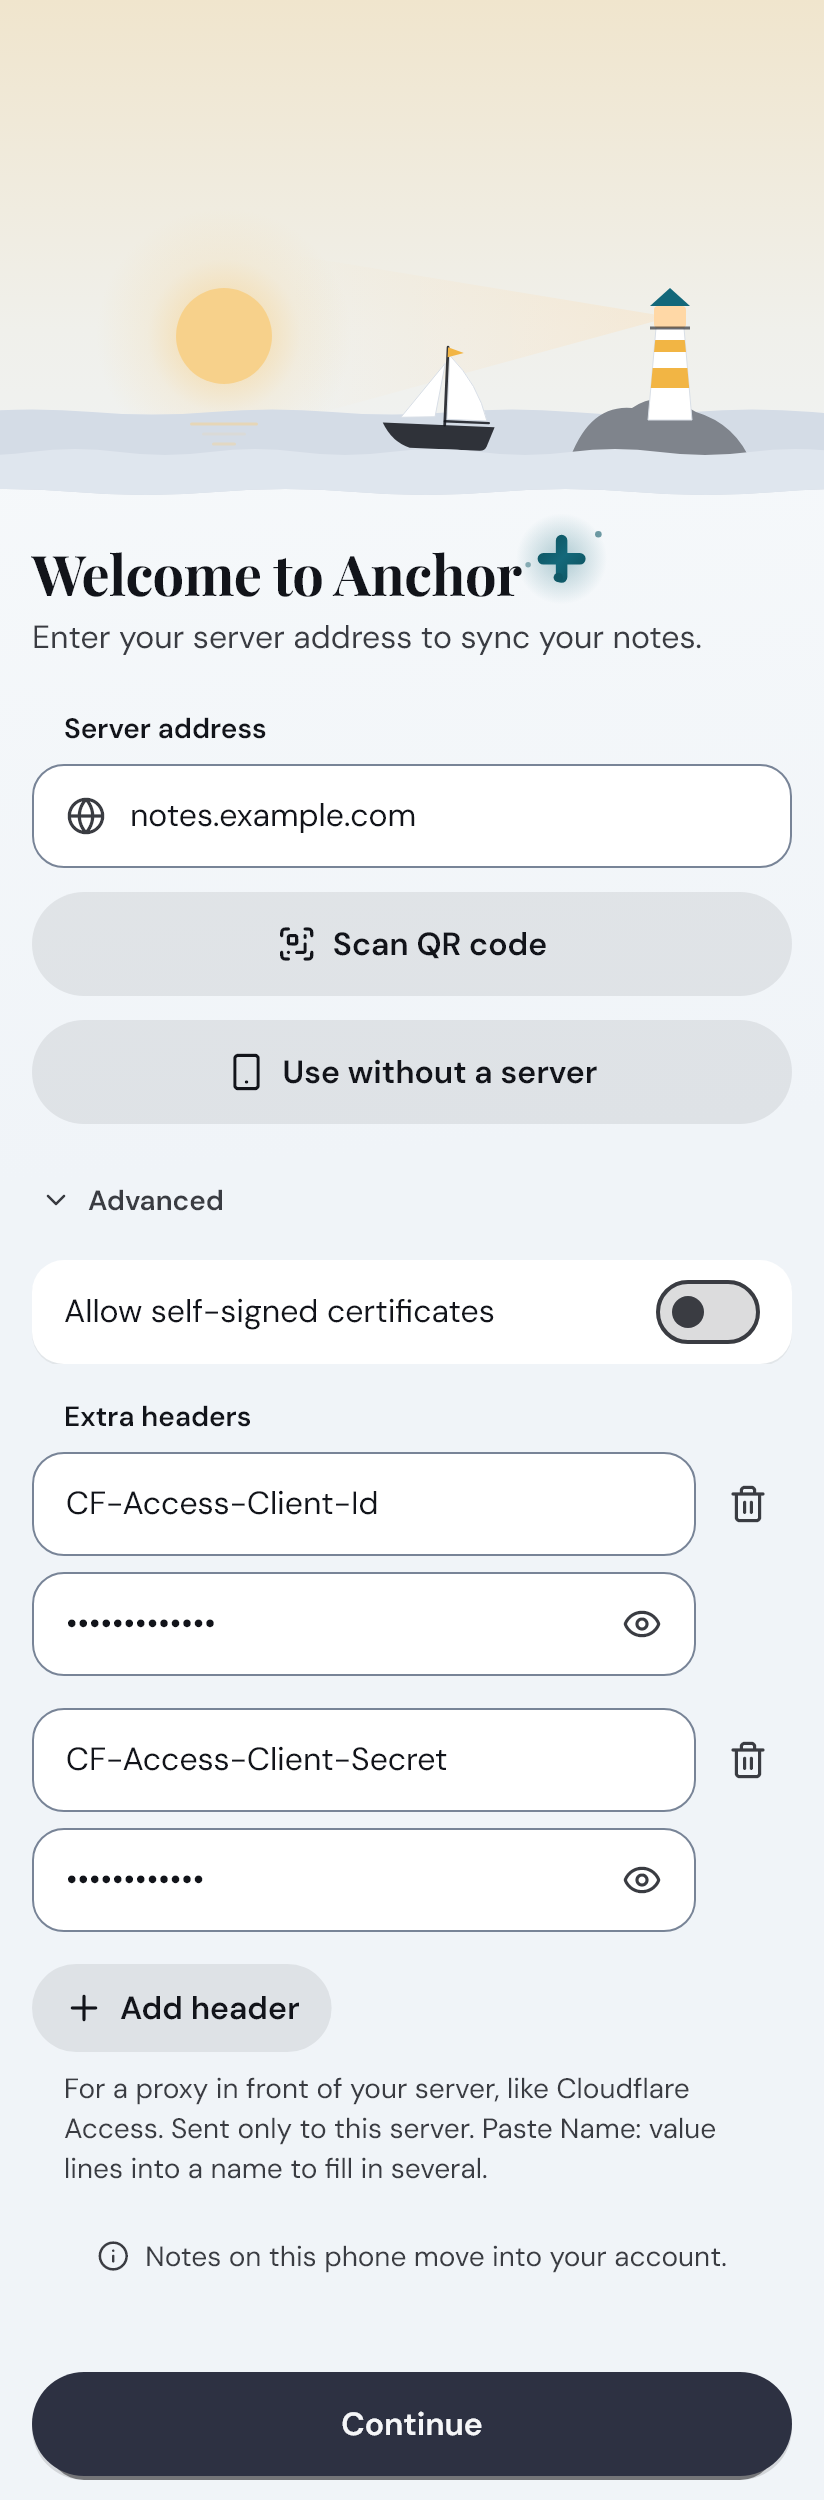 Welcome to Anchor
Enter your server address to sync your notes.
Server address
notes.example.com
Scan QR code
Use without a server
Advanced
Allow self-signed certificates
Extra headers
CF-Access-Client-Id
•••••••••••••
CF-Access-Client-Secret
••••••••••••
Add header
For a proxy in front of your server, like Cloudflare
Access. Sent only to this server. Paste Name: value
lines into a name to fill in several.
Notes on this phone move into your account.
Continue